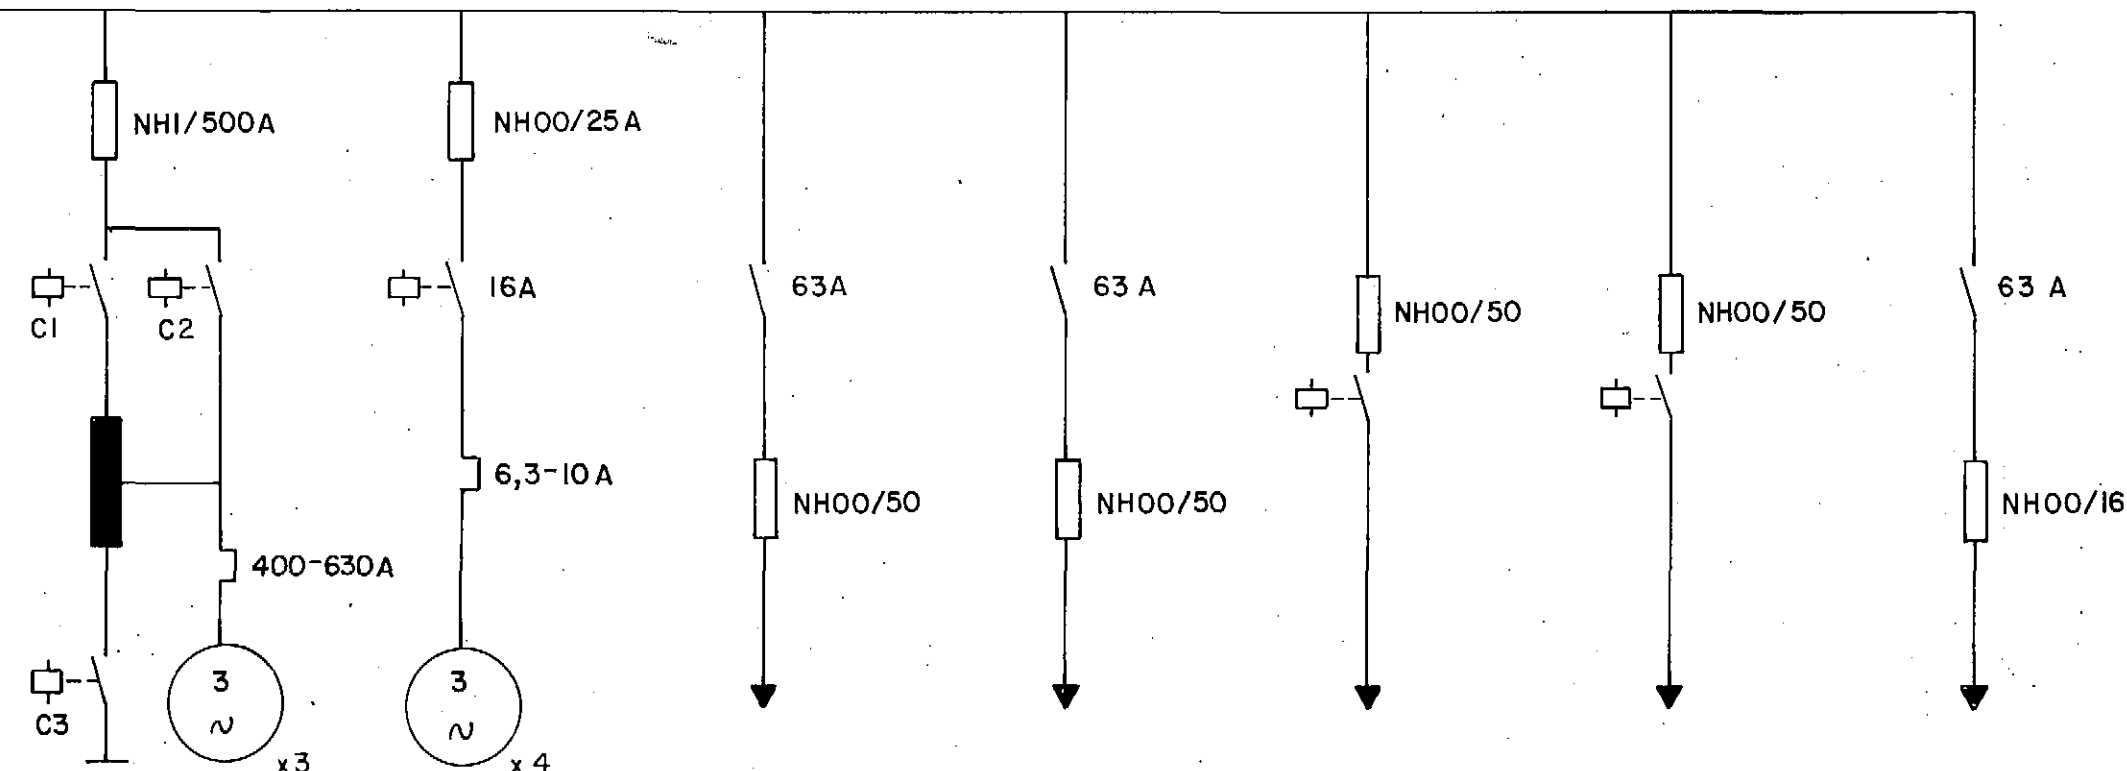 NH1/500A
NH00/25A
C1
C2
16A
63A
63 A
NH00/50
NH00/50
63 A
6,3-10A
NH00/50
NH00/50
NH00/16
400-630A
3
~
x3
3
~
x4
C3